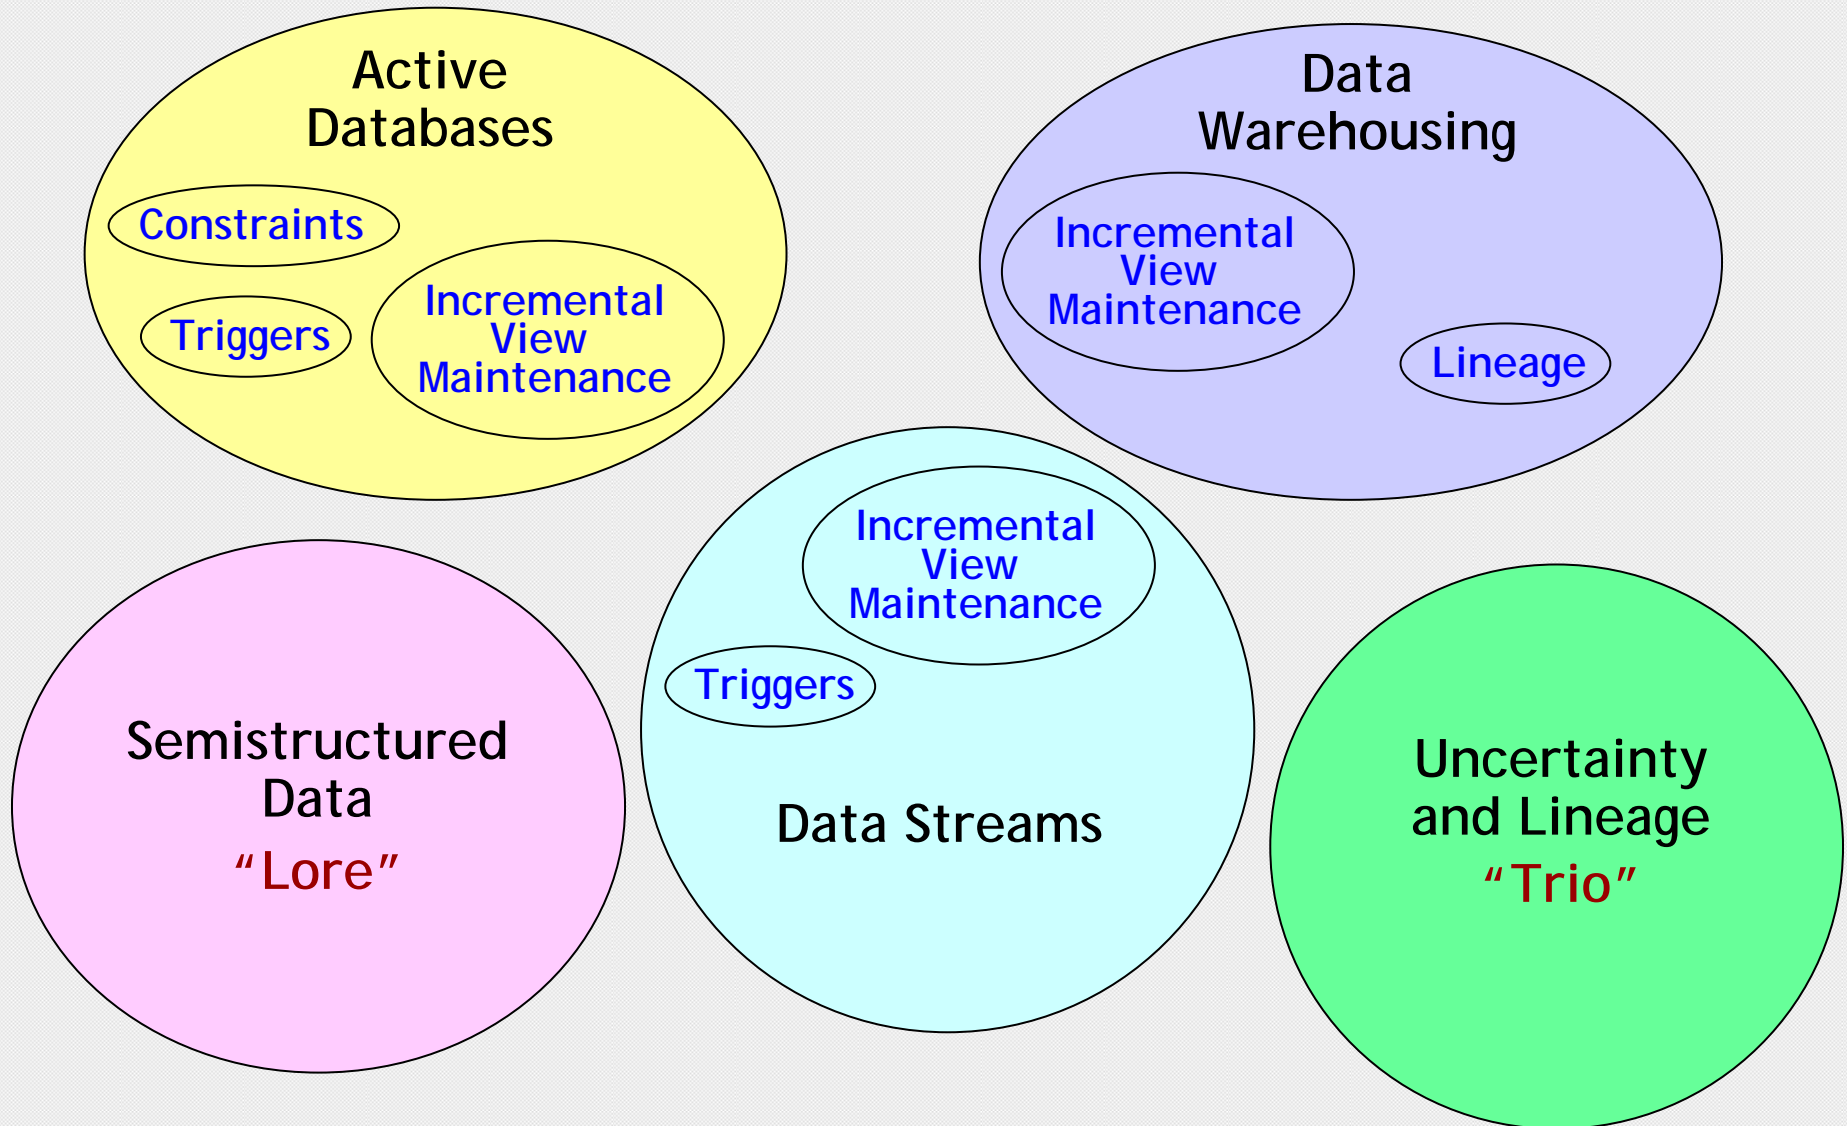 Active
Databases
Constraints
Triggers
Incremental
View
Maintenance
Data
Warehousing
Incremental
View
Maintenance
Lineage
Semistructured
Data
“Lore”
Incremental
View
Maintenance
Triggers
Data Streams
Uncertainty
and Lineage
“Trio”